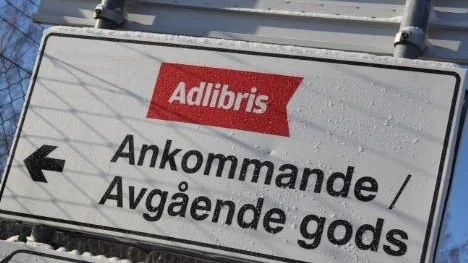 Adlibris
Ankommande /
Avgående gods